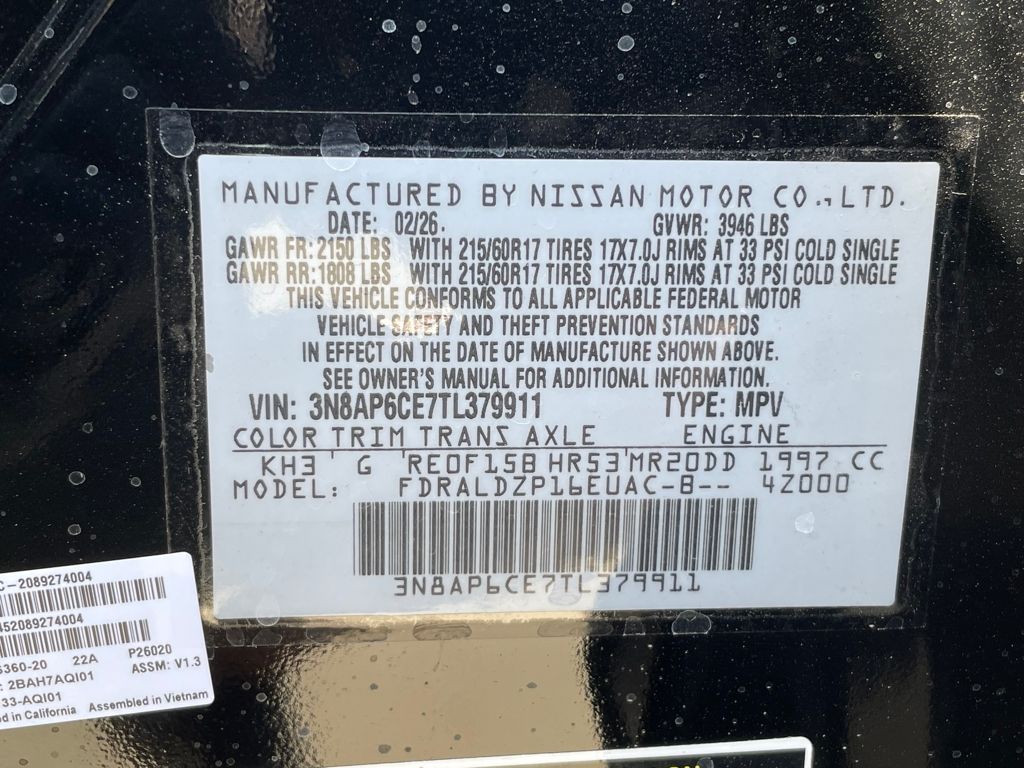 MANUFACTURED BY NISSAN MOTOR CO., LTD.
DATE: 02/26. GVWR: 3946 LBS
GAWR FR: 2150 LBS WITH 215/60R17 TIRES 17X7.0J RIMS AT 33 PSI COLD SINGLE
GAWR RR: 1808 LBS WITH 215/60R17 TIRES 17X7.0J RIMS AT 33 PSI COLD SINGLE
THIS VEHICLE CONFORMS TO ALL APPLICABLE FEDERAL MOTOR
VEHICLE SAFETY AND THEFT PREVENTION STANDARDS
IN EFFECT ON THE DATE OF MANUFACTURE SHOWN ABOVE.
SEE OWNER'S MANUAL FOR ADDITIONAL INFORMATION.
VIN: 3N8AP6CE7TL379911 TYPE: MPV
COLOR TRIM TRANS AXLE ENGINE
KH3 G RE0F15B HR53 MR20DD 1997 CC
MODEL: FDRALDZP16EUAC-B-- 4Z000
3N8AP6CE7TL379911
C-2089274004
452089274004
6360-20 22A P26020
: 2BAH7AQI01 ASSM: V1.3
33-AQI01
d in California Assembled in Vietnam